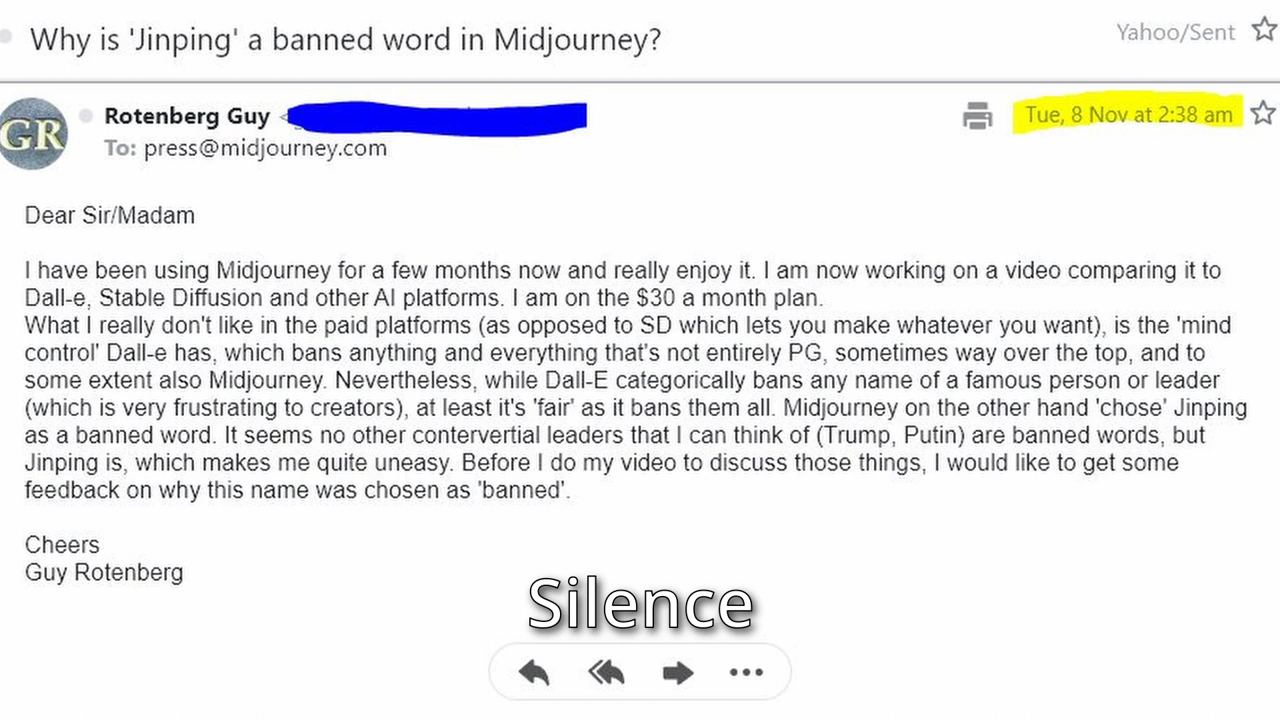 Why is 'Jinping' a banned word in Midjourney?
Yahoo/Sent
GR
Rotenberg Guy
Tue, 8 Nov at 2:38 am
To: press@midjourney.com
Dear Sir/Madam
I have been using Midjourney for a few months now and really enjoy it. I am now working on a video comparing it to
Dall-e, Stable Diffusion and other AI platforms. I am on the $30 a month plan.
What I really don't like in the paid platforms (as opposed to SD which lets you make whatever you want), is the 'mind
control' Dall-e has, which bans anything and everything that's not entirely PG, sometimes way over the top, and to
some extent also Midjourney. Nevertheless, while Dall-E categorically bans any name of a famous person or leader
(which is very frustrating to creators), at least it's 'fair' as it bans them all. Midjourney on the other hand 'chose' Jinping
as a banned word. It seems no other contervertial leaders that I can think of (Trump, Putin) are banned words, but
Jinping is, which makes me quite uneasy. Before I do my video to discuss those things, I would like to get some
feedback on why this name was chosen as 'banned'.
Cheers
Guy Rotenberg
Silence